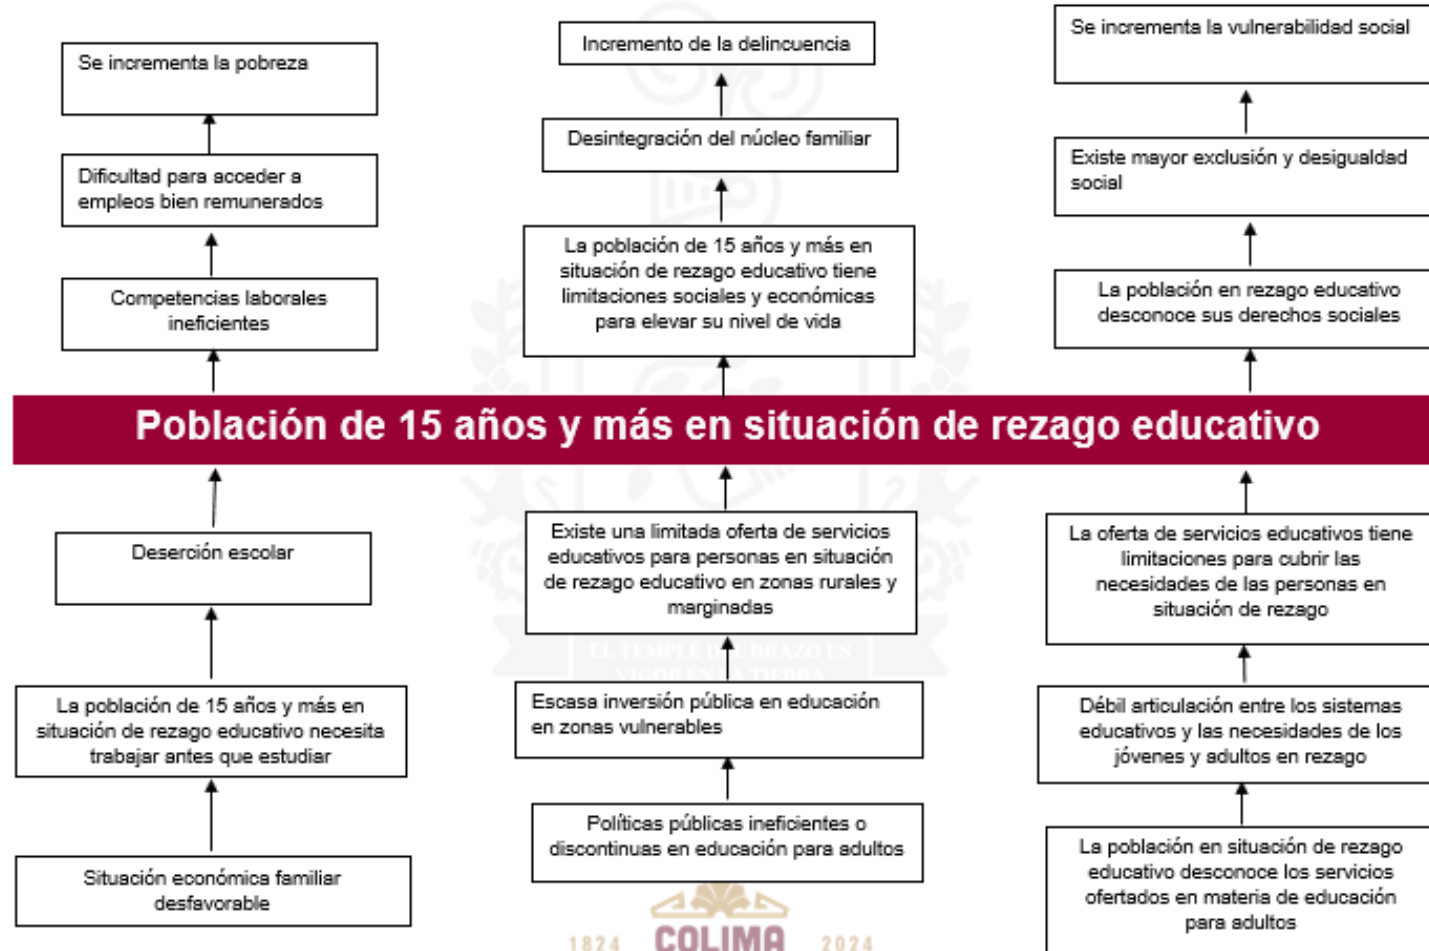 Se incrementa la pobreza
Dificultad para acceder a
empleos bien remunerados
Competencias laborales
ineficientes
Incremento de la delincuencia
Desintegración del núcleo familiar
La población de 15 años y más en
situación de rezago educativo tiene
limitaciones sociales y económicas
para elevar su nivel de vida
Se incrementa la vulnerabilidad social
Existe mayor exclusión y desigualdad
social
La población en rezago educativo
desconoce sus derechos sociales
Población de 15 años y más en situación de rezago educativo
Deserción escolar
La población de 15 años y más en
situación de rezago educativo necesita
trabajar antes que estudiar
Situación económica familiar
desfavorable
Existe una limitada oferta de servicios
educativos para personas en situación
de rezago educativo en zonas rurales y
marginadas
EL TEMPLE DEL BRAZO ES
VIGOR EN LA TIERRA
Escasa inversión pública en educación
en zonas vulnerables
Políticas públicas ineficientes o
discontinuas en educación para adultos
La oferta de servicios educativos tiene
limitaciones para cubrir las
necesidades de las personas en
situación de rezago
Débil articulación entre los sistemas
educativos y las necesidades de los
jóvenes y adultos en rezago
La población en situación de rezago
educativo desconoce los servicios
ofertados en materia de educación
para adultos
1824 COLIMA 2024